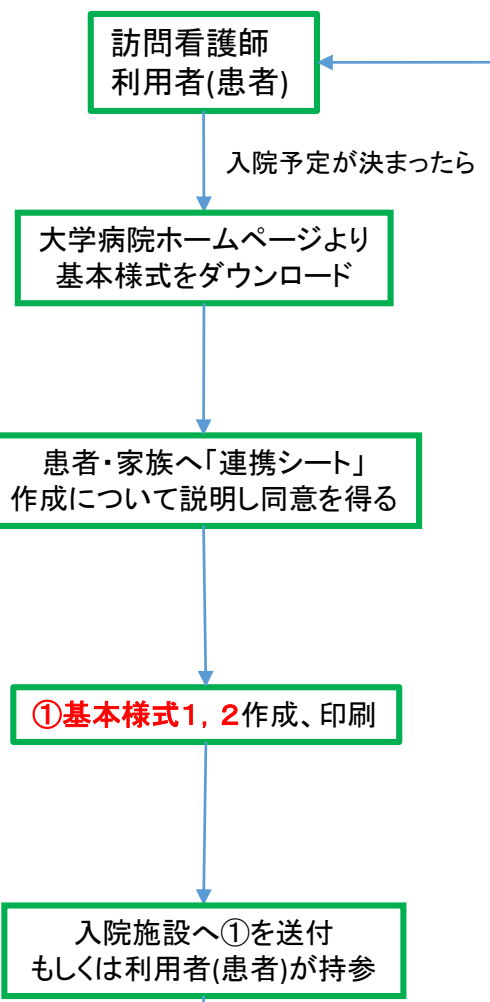 訪問看護師
利用者(患者)
入院予定が決まったら
大学病院ホームページより
基本様式をダウンロード
患者・家族へ「連携シート」
作成について説明し同意を得る
①基本様式１，２作成、印刷
入院施設へ①を送付
もしくは利用者(患者)が持参